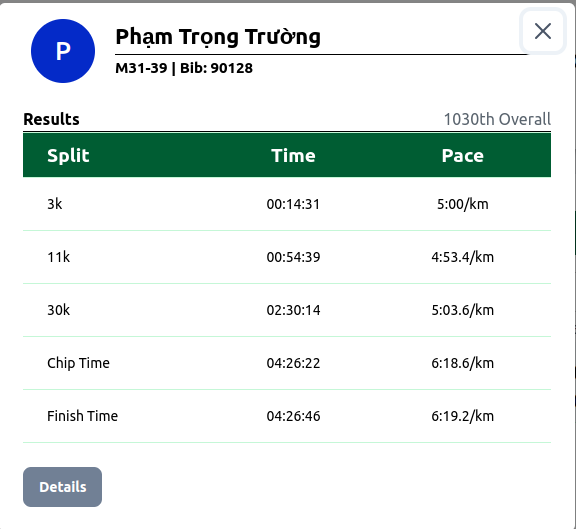 P
Phạm Trọng Trường
M31-39 | Bib: 90128
Results 1030th Overall
Split Time Pace
3k 00:14:31 5:00/km
11k 00:54:39 4:53.4/km
30k 02:30:14 5:03.6/km
Chip Time 04:26:22 6:18.6/km
Finish Time 04:26:46 6:19.2/km
Details